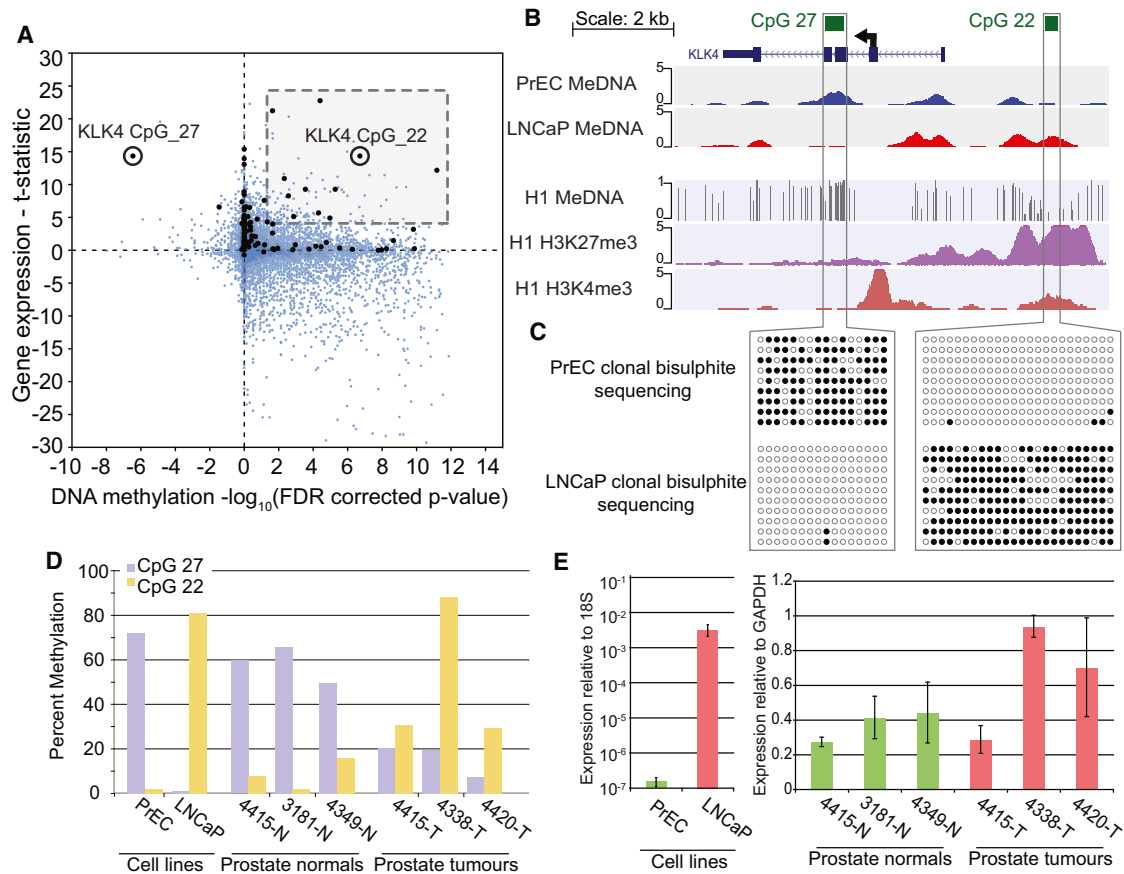 A
30
25
20
15
10
5
0
-5
-10
-15
-20
-25
-30
Gene expression - t-statistic
KLK4 CpG_27
KLK4 CpG_22
-10 -8 -6 -4 -2 0 2 4 6 8 10 12 14
DNA methylation -log10(FDR corrected p-value)
B
Scale: 2 kb
CpG 27
CpG 22
KLK4
PrEC MeDNA
5
0
LNCaP MeDNA
5
0
H1 MeDNA
1
0
H1 H3K27me3
5
0
H1 H3K4me3
5
0
C
PrEC clonal bisulphite
sequencing
LNCaP clonal bisulphite
sequencing
D
CpG 27
CpG 22
100
80
60
40
20
0
Percent Methylation
PrEC LNCaP 4415-N 3181-N 4349-N 4415-T 4338-T 4420-T
Cell lines Prostate normals Prostate tumours
E
Expression relative to 18S
10-1
10-2
10-3
10-4
10-5
10-6
10-7
PrEC LNCaP
Cell lines
Expression relative to GAPDH
1.2
1
0.8
0.6
0.4
0.2
0
4415-N 3181-N 4349-N 4415-T 4338-T 4420-T
Prostate normals Prostate tumours